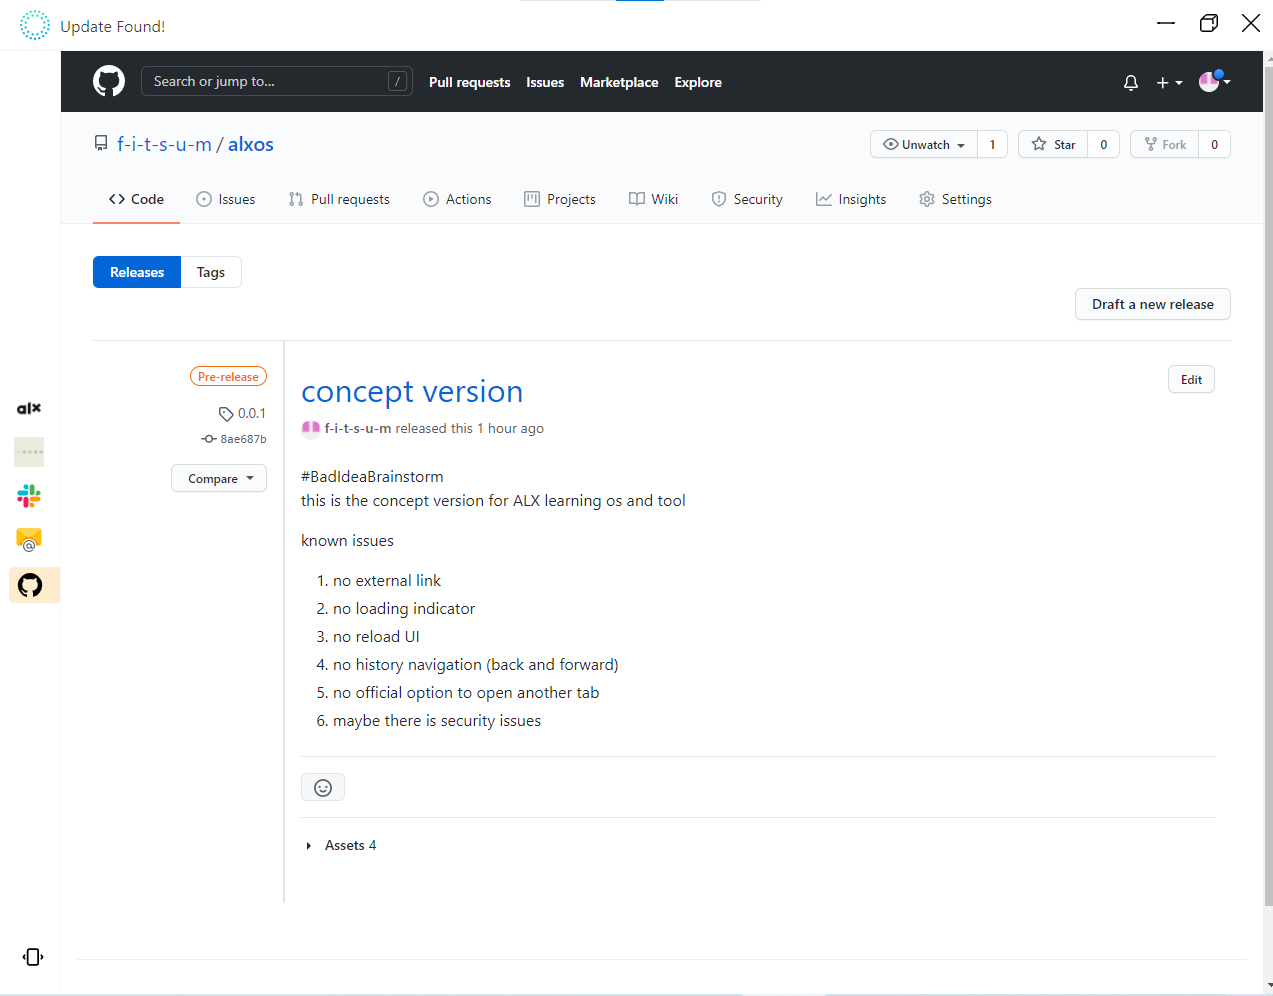 Update Found!
Search or jump to... /
Pull requests Issues Marketplace Explore
f-i-t-s-u-m / alxos
Unwatch 1 Star 0 Fork 0
Code Issues Pull requests Actions Projects Wiki Security Insights Settings
Releases Tags
Draft a new release
Pre-release
0.0.1
8ae687b
Compare
concept version
Edit
f-i-t-s-u-m released this 1 hour ago
#BadIdeaBrainstorm
this is the concept version for ALX learning os and tool
known issues
1. no external link
2. no loading indicator
3. no reload UI
4. no history navigation (back and forward)
5. no official option to open another tab
6. maybe there is security issues
Assets 4
alx